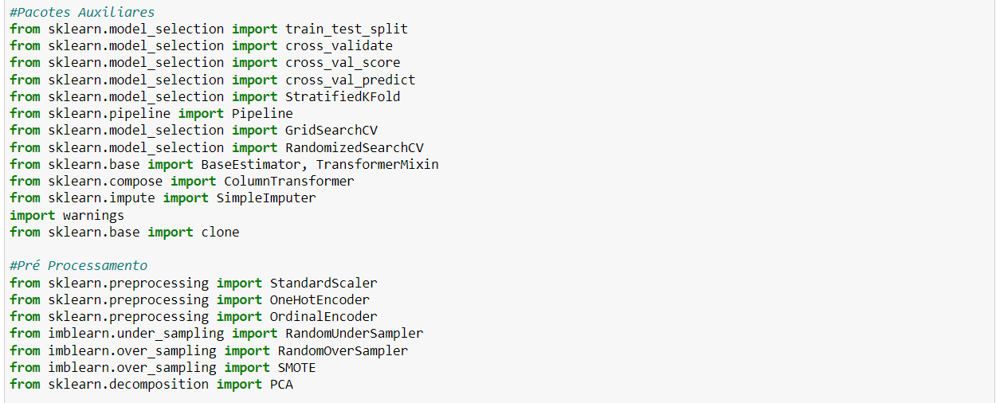 #Pacotes Auxiliares
from sklearn.model_selection import train_test_split
from sklearn.model_selection import cross_validate
from sklearn.model_selection import cross_val_score
from sklearn.model_selection import cross_val_predict
from sklearn.model_selection import StratifiedKFold
from sklearn.pipeline import Pipeline
from sklearn.model_selection import GridSearchCV
from sklearn.model_selection import RandomizedSearchCV
from sklearn.base import BaseEstimator, TransformerMixin
from sklearn.compose import ColumnTransformer
from sklearn.impute import SimpleImputer
import warnings
from sklearn.base import clone
#Pré Processamento
from sklearn.preprocessing import StandardScaler
from sklearn.preprocessing import OneHotEncoder
from sklearn.preprocessing import OrdinalEncoder
from imblearn.under_sampling import RandomUnderSampler
from imblearn.over_sampling import RandomOverSampler
from imblearn.over_sampling import SMOTE
from sklearn.decomposition import PCA